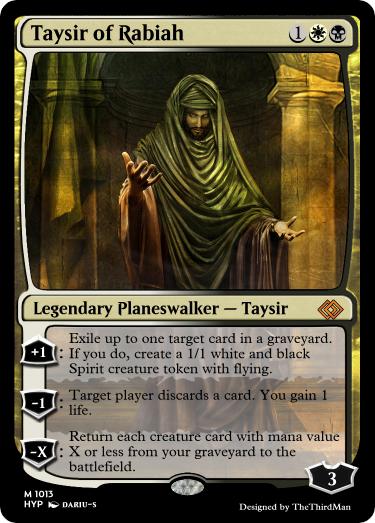 Taysir of Rabiah 1
Legendary Planeswalker — Taysir
+1: Exile up to one target card in a graveyard.
If you do, create a 1/1 white and black
Spirit creature token with flying.
-1: Target player discards a card. You gain 1
life.
-X: Return each creature card with mana value
X or less from your graveyard to the
battlefield.
3
M 1013
HYP DARIU-S
Designed by TheThirdMan